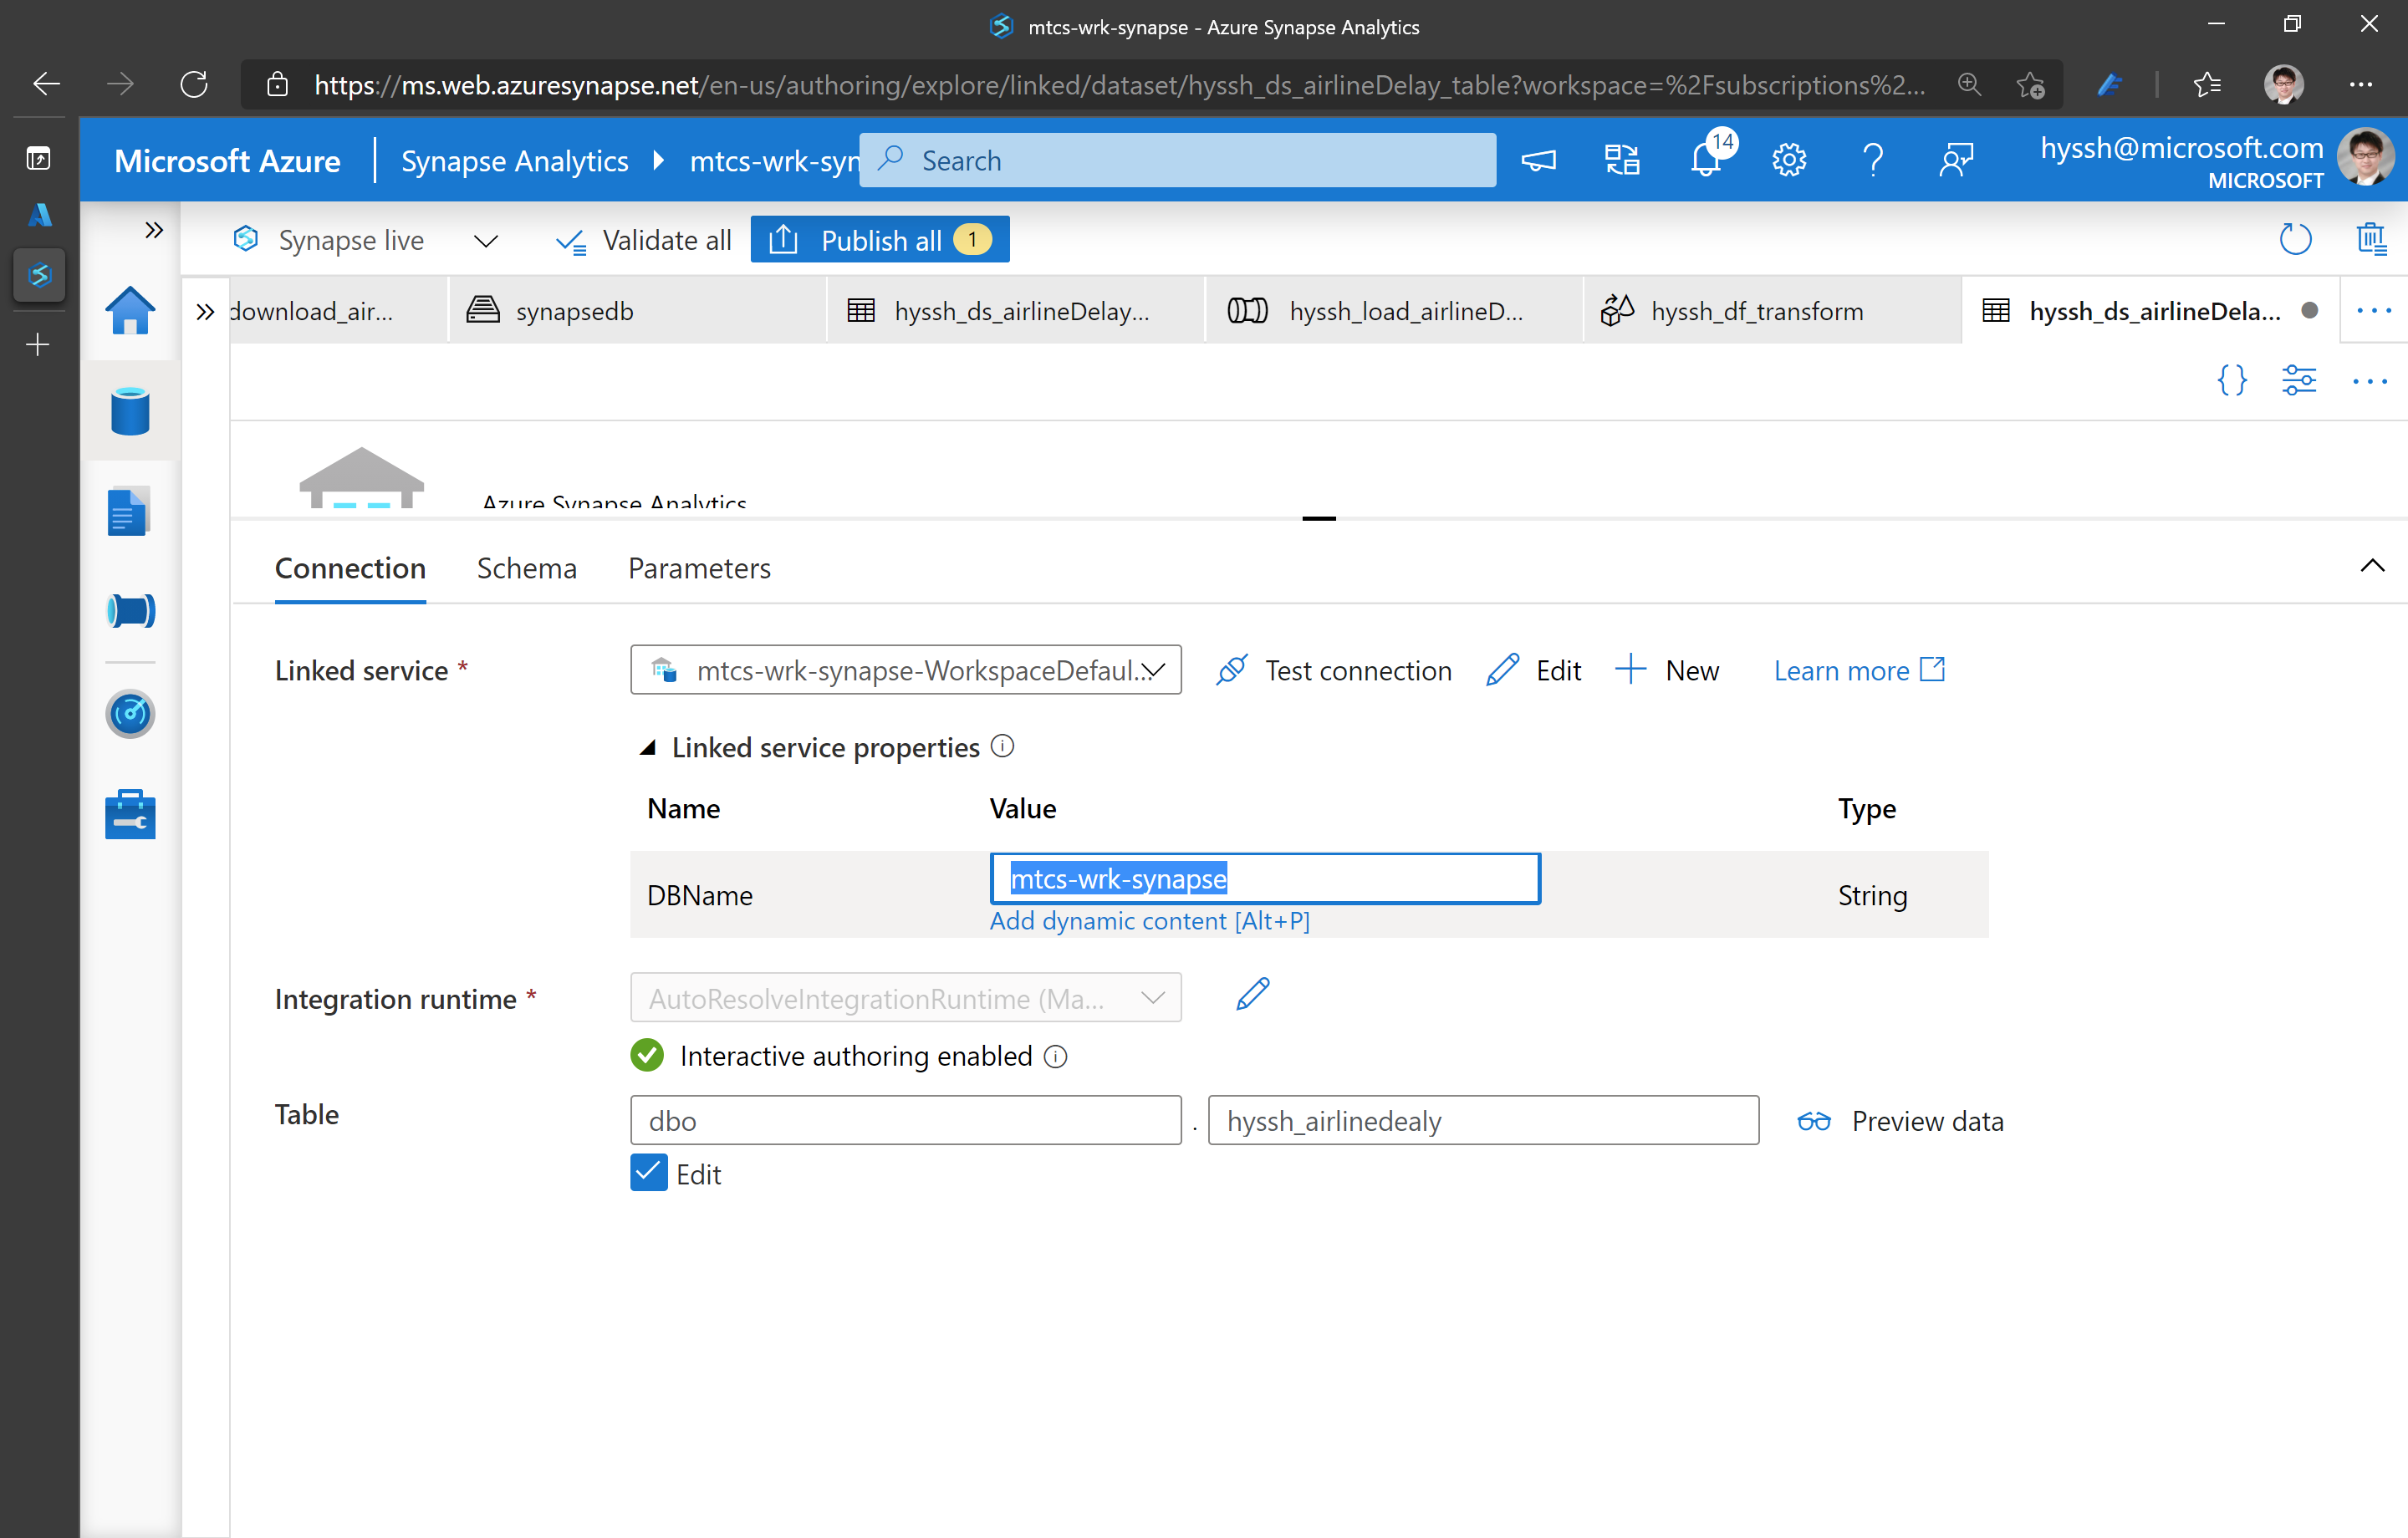 mtcs-wrk-synapse - Azure Synapse Analytics
https://ms.web.azuresynapse.net/en-us/authoring/explore/linked/dataset/hyssh_ds_airlineDelay_table?workspace=%2Fsubscriptions%2...
Microsoft Azure Synapse Analytics mtcs-wrk-syn Search 14 hyssh@microsoft.com
MICROSOFT
Synapse live Validate all Publish all 1
download_air... synapsedb hyssh_ds_airlineDelay... hyssh_load_airlineD... hyssh_df_transform hyssh_ds_airlineDela...
{}
Azure Synapse Analytics
Connection Schema Parameters
Linked service * mtcs-wrk-synapse-WorkspaceDefaul... Test connection Edit New Learn more
Linked service properties
Name Value Type
DBName mtcs-wrk-synapse String
Add dynamic content [Alt+P]
Integration runtime * AutoResolveIntegrationRuntime (Ma...
Interactive authoring enabled
Table dbo . hyssh_airlinedealy Preview data
Edit